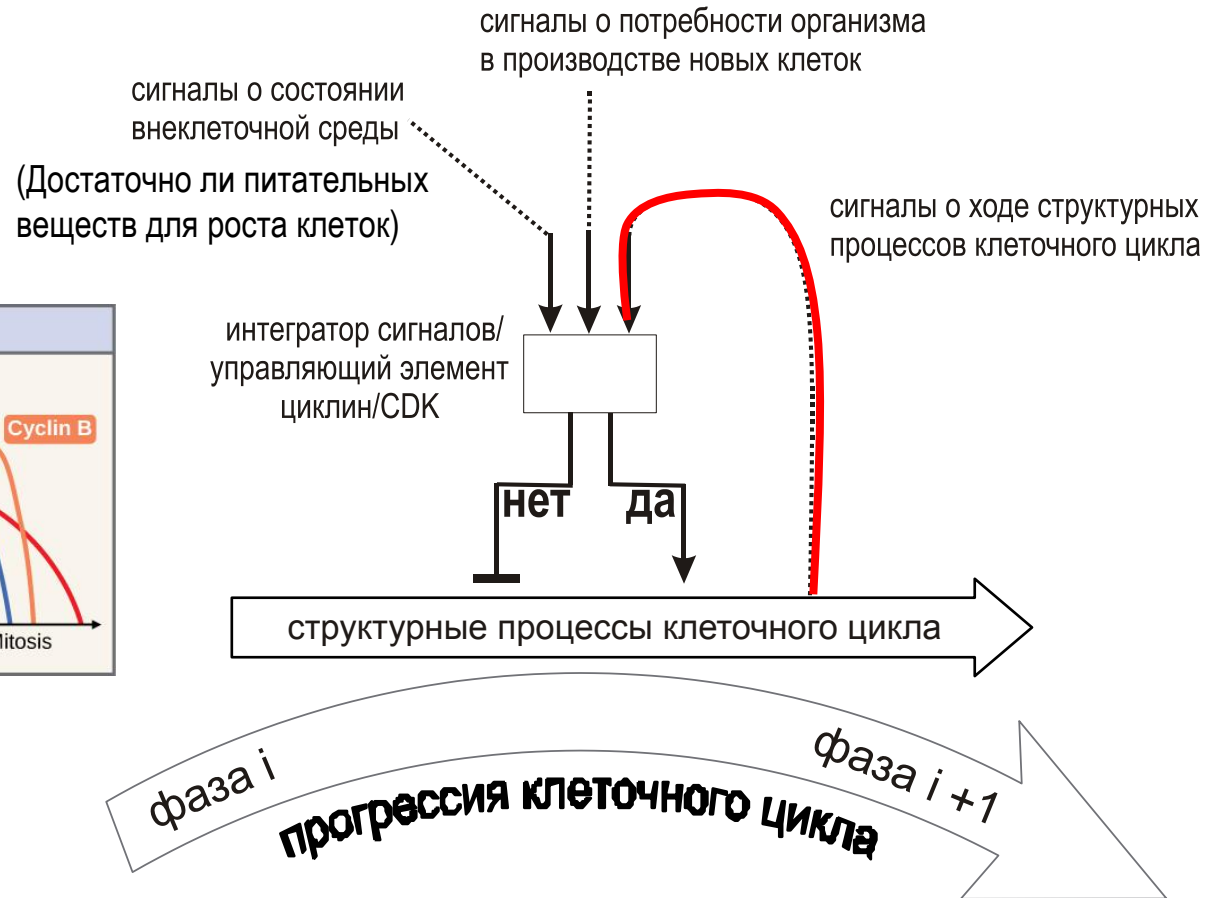 сигналы о потребности организма
в производстве новых клеток
сигналы о состоянии
внеклеточной среды
(Достаточно ли питательных
веществ для роста клеток)
сигналы о ходе структурных
процессов клеточного цикла
интегратор сигналов/
управляющий элемент
циклин/CDK
Cyclin B
нет да
структурные процессы клеточного цикла
фаза i
фаза i +1
прогрессия клеточного цикла